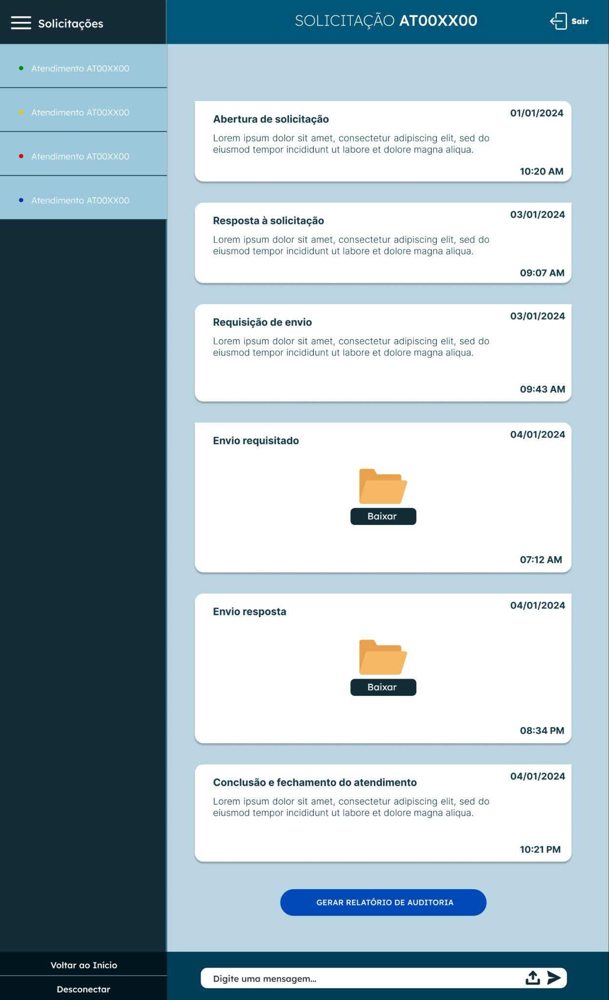 Solicitações
SOLICITAÇÃO AT00XX00
Sair
Atendimento AT00XX00
Atendimento AT00XX00
Atendimento AT00XX00
Atendimento AT00XX00
Abertura de solicitação
01/01/2024
Lorem ipsum dolor sit amet, consectetur adipiscing elit, sed do
eiusmod tempor incididunt ut labore et dolore magna aliqua.
10:20 AM
Resposta à solicitação
03/01/2024
Lorem ipsum dolor sit amet, consectetur adipiscing elit, sed do
eiusmod tempor incididunt ut labore et dolore magna aliqua.
09:07 AM
Requisição de envio
03/01/2024
Lorem ipsum dolor sit amet, consectetur adipiscing elit, sed do
eiusmod tempor incididunt ut labore et dolore magna aliqua.
09:43 AM
Envio requisitado
04/01/2024
Baixar
07:12 AM
Envio resposta
04/01/2024
Baixar
08:34 PM
Conclusão e fechamento do atendimento
04/01/2024
Lorem ipsum dolor sit amet, consectetur adipiscing elit, sed do
eiusmod tempor incididunt ut labore et dolore magna aliqua.
10:21 PM
GERAR RELATÓRIO DE AUDITORIA
Voltar ao Início
Desconectar
Digite uma mensagem...